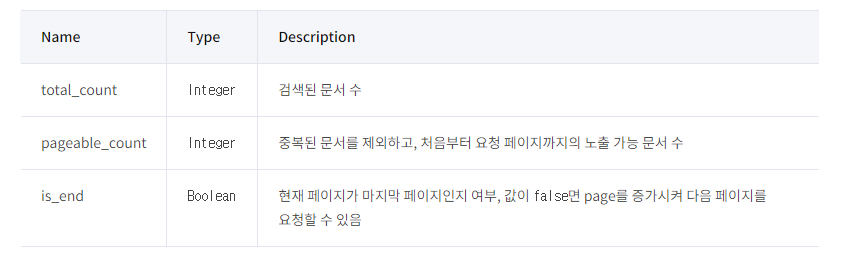 Name Type Description
total_count Integer 검색된 문서 수
pageable_count Integer 중복된 문서를 제외하고, 처음부터 요청 페이지까지의 노출 가능 문서 수
is_end Boolean 현재 페이지가 마지막 페이지인지 여부, 값이 false면 page를 증가시켜 다음 페이지를
요청할 수 있음